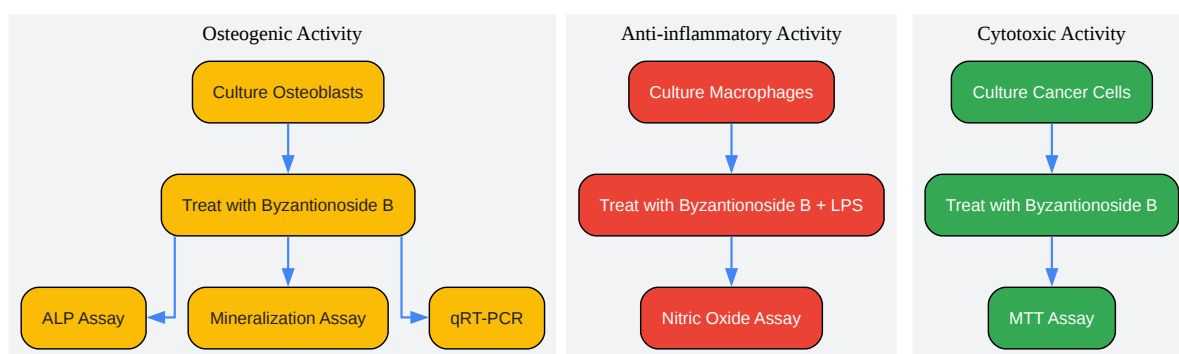 Osteogenic Activity
Culture Osteoblasts
Treat with Byzantionoside B
ALP Assay
Mineralization Assay
qRT-PCR
Anti-inflammatory Activity
Culture Macrophages
Treat with Byzantionoside B + LPS
Nitric Oxide Assay
Cytotoxic Activity
Culture Cancer Cells
Treat with Byzantionoside B
MTT Assay